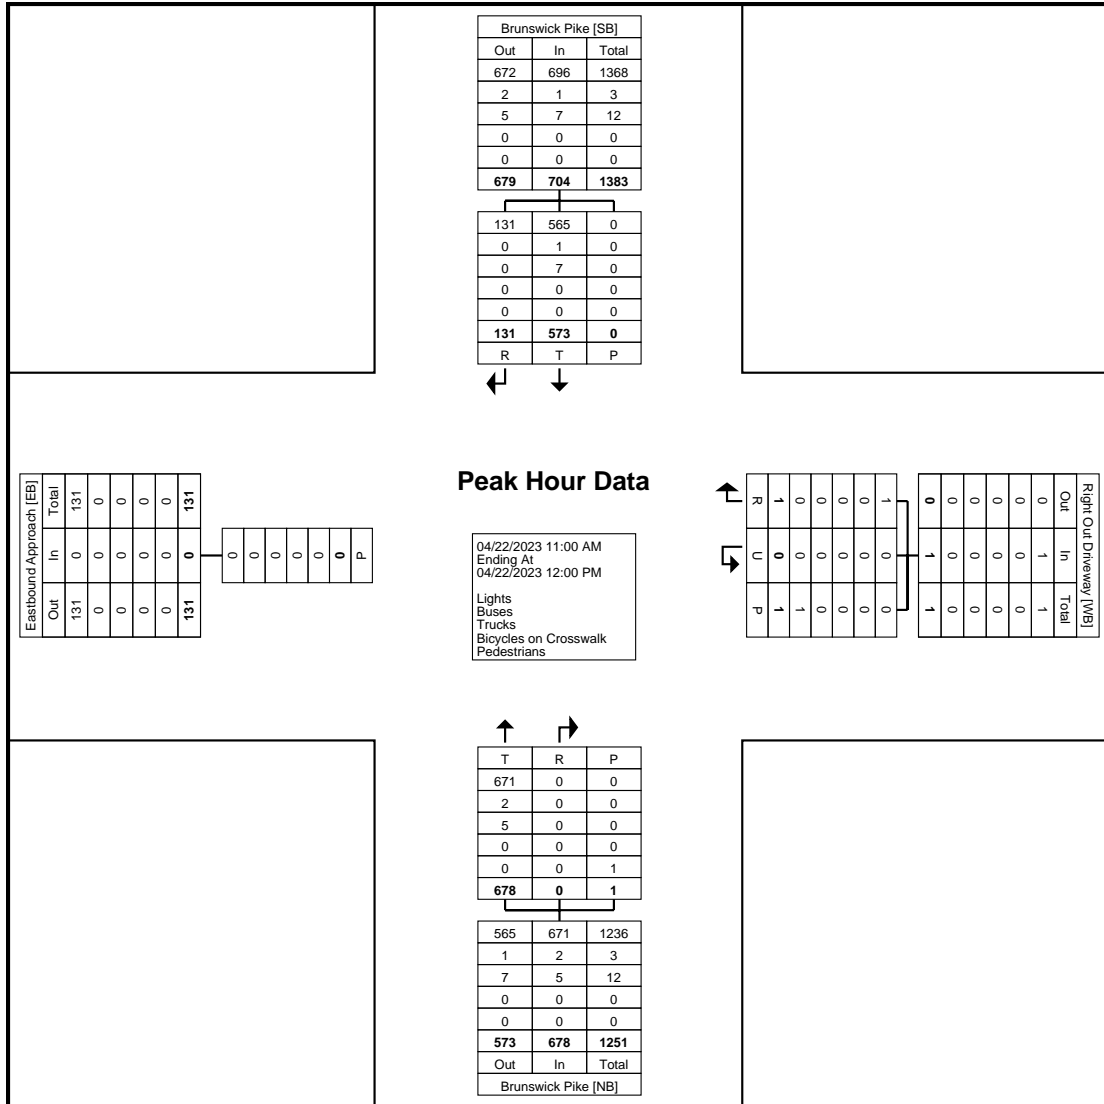 Brunswick Pike [SB]
Out In Total
672 696 1368
2 1 3
5 7 12
0 0 0
0 0 0
679 704 1383
131 565 0
0 1 0
0 7 0
0 0 0
0 0 0
131 573 0
R T P
Eastbound Approach [EB]
Out In Total
131 0 131
0 0 0
0 0 0
0 0 0
0 0 0
131 0 131
0
0
0
0
0
0
P
Peak Hour Data
04/22/2023 11:00 AM
Ending At
04/22/2023 12:00 PM
Lights
Buses
Trucks
Bicycles on Crosswalk
Pedestrians
Right Out Driveway [WB]
Out In Total
0 1 1
0 0 0
0 0 0
0 0 0
0 0 0
0 1 1
1 0 0
0 0 0
0 0 0
0 0 0
0 0 1
1 0 1
R U P
T R P
671 0 0
2 0 0
5 0 0
0 0 0
0 0 1
678 0 1
565 671 1236
1 2 3
7 5 12
0 0 0
0 0 0
573 678 1251
Out In Total
Brunswick Pike [NB]